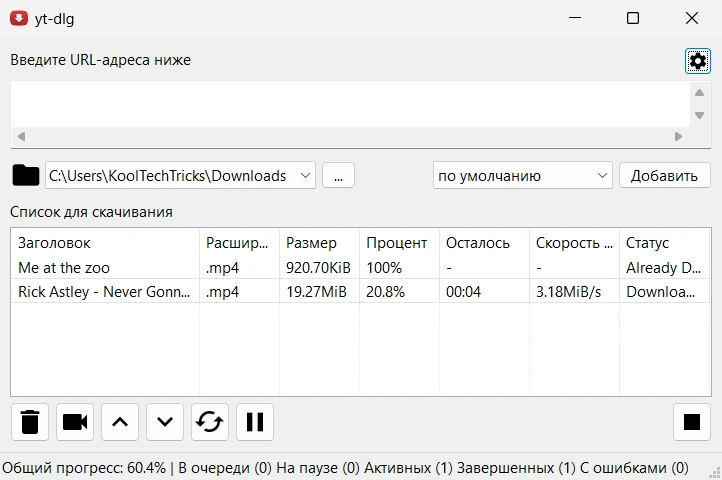 yt-dlg
Введите URL-адреса ниже
C:\Users\KoolTechTricks\Downloads ... по умолчанию Добавить
Список для скачивания
Заголовок Расшир... Размер Процент Осталось Скорость ... Статус
Me at the zoo .mp4 920.70KiB 100% - - Already D...
Rick Astley - Never Gonn... .mp4 19.27MiB 20.8% 00:04 3.18MiB/s Downloa...
Общий прогресс: 60.4% | В очереди (0) На паузе (0) Активных (1) Завершенных (1) С ошибками (0)